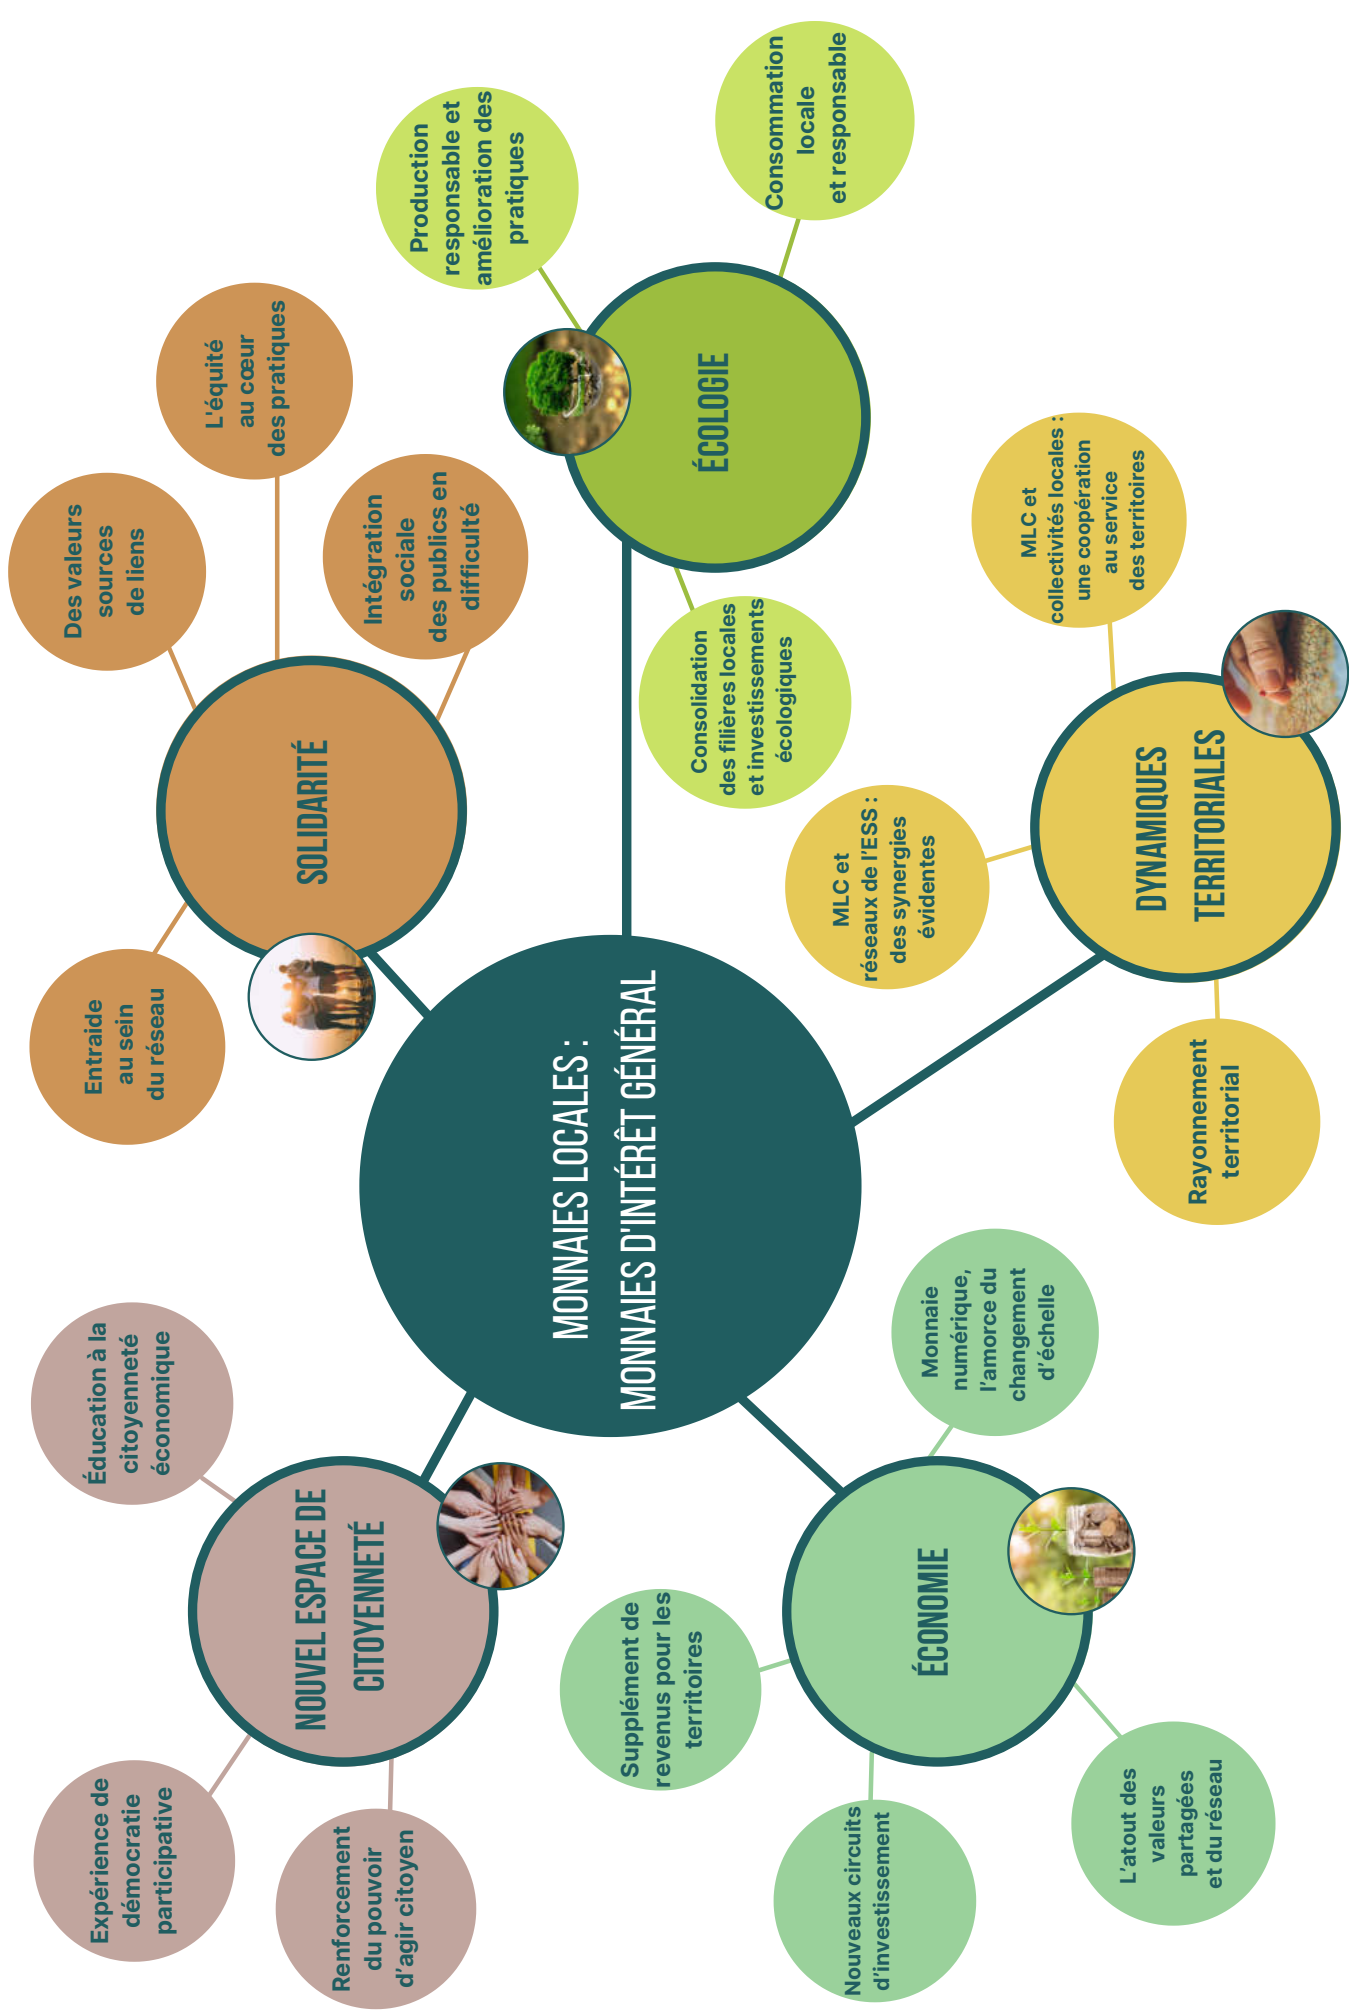 MONNAIES LOCALES :
MONNAIES D'INTÉRÊT GÉNÉRAL
NOUVEL ESPACE DE
CITOYENNETÉ
Éducation à la
citoyenneté
économique
Expérience de
démocratie
participative
Renforcement
du pouvoir
d’agir citoyen
SOLIDARITÉ
Entraide
au sein
du réseau
Des valeurs
sources
de liens
L'équité
au cœur
des pratiques
Intégration
sociale
des publics en
difficulté
ÉCOLOGIE
Production
responsable et
amélioration des
pratiques
Consommation
locale
et responsable
Consolidation
des filières locales
et investissements
écologiques
DYNAMIQUES
TERRITORIALES
MLC et
collectivités locales :
une coopération
au service
des territoires
MLC et
réseaux de l’ESS :
des synergies
évidentes
Rayonnement
territorial
ÉCONOMIE
Monnaie
numérique,
l’amorce du
changement
d’échelle
Supplément de
revenus pour les
territoires
Nouveaux circuits
d’investissement
L’atout des
valeurs
partagées
et du réseau